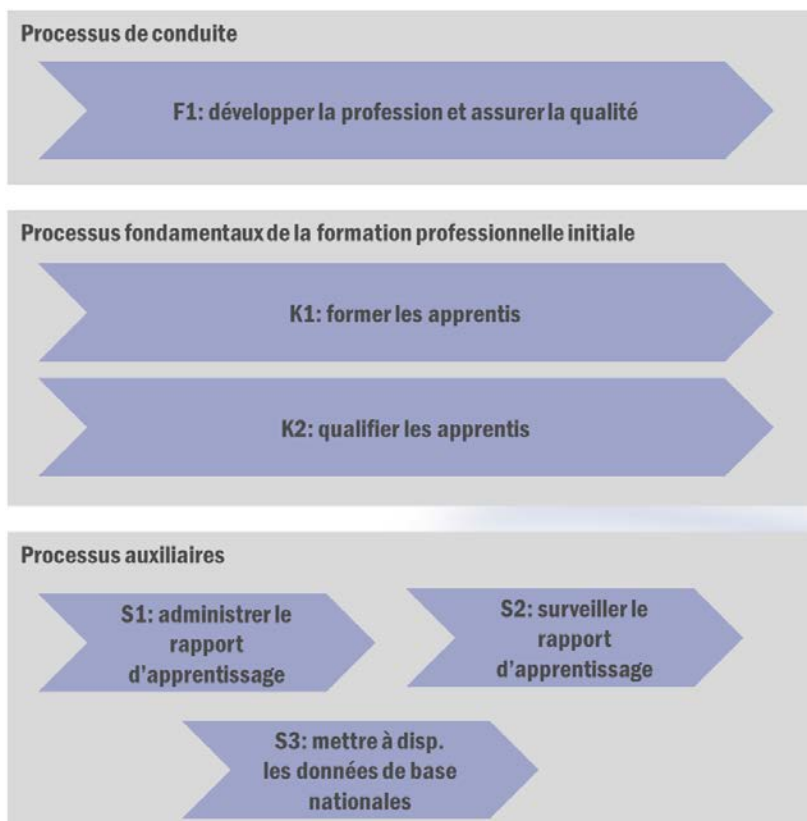 Processus de conduite
F1: développer la profession et assurer la qualité
Processus fondamentaux de la formation professionnelle initiale
K1: former les apprentis
K2: qualifier les apprentis
Processus auxiliaires
S1: administrer le
rapport
d'apprentissage
S2: surveiller le
rapport
d'apprentissage
S3: mettre à disp.
les données de base
nationales